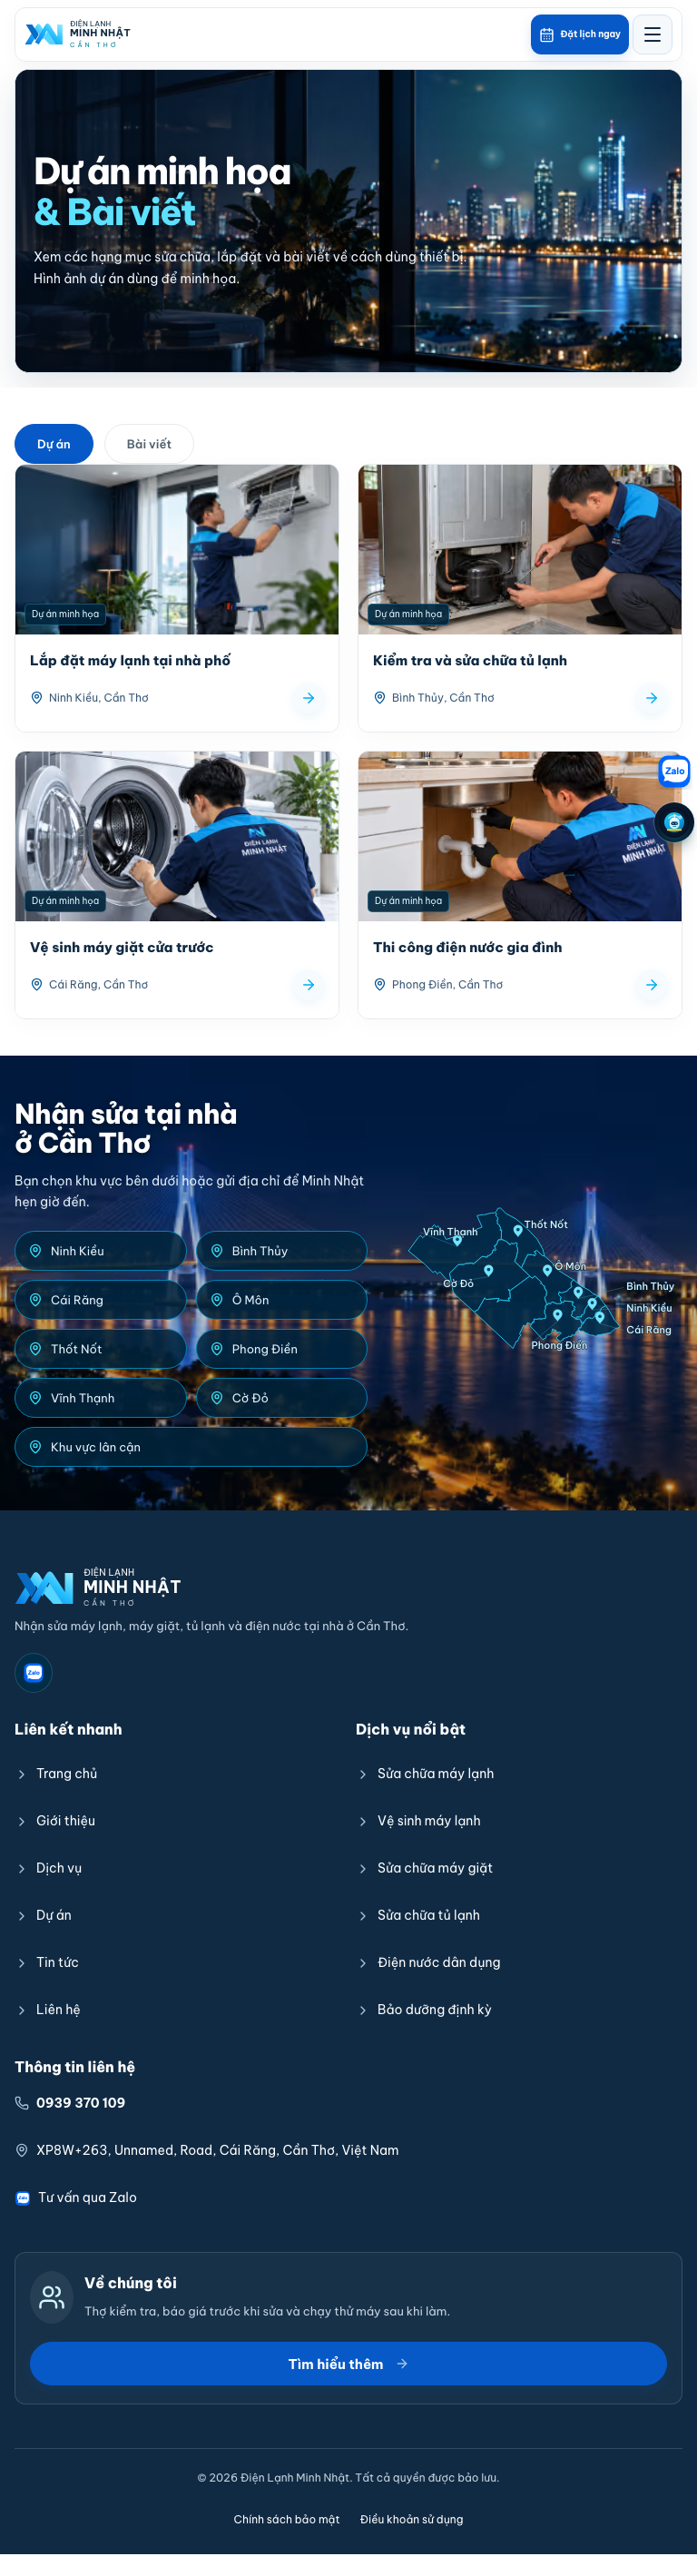 ĐIỆN LẠNH
MINH NHẬT
CẦN THƠ
Đặt lịch ngay
Dự án minh họa
& Bài viết
Xem các hạng mục sửa chữa, lắp đặt và bài viết về cách dùng thiết bị.
Hình ảnh dự án dùng để minh họa.
Dự án
Bài viết
Dự án minh họa
Dự án minh họa
Lắp đặt máy lạnh tại nhà phố
Kiểm tra và sửa chữa tủ lạnh
Ninh Kiều, Cần Thơ
Bình Thủy, Cần Thơ
Zalo
ĐIỆN LẠNH
MINH NHẬT
ĐIỆN LẠNH
MINH NHẬT
Dự án minh họa
Dự án minh họa
Vệ sinh máy giặt cửa trước
Thi công điện nước gia đình
Cái Răng, Cần Thơ
Phong Điền, Cần Thơ
Nhận sửa tại nhà
ở Cần Thơ
Bạn chọn khu vực bên dưới hoặc gửi địa chỉ để Minh Nhật
hẹn giờ đến.
Ninh Kiều
Bình Thủy
Cái Răng
Ô Môn
Thốt Nốt
Phong Điền
Vĩnh Thạnh
Cờ Đỏ
Khu vực lân cận
Vĩnh Thạnh
Thốt Nốt
Cờ Đỏ
Ô Môn
Bình Thủy
Ninh Kiều
Cái Răng
Phong Điền
ĐIỆN LẠNH
MINH NHẬT
CẦN THƠ
Nhận sửa máy lạnh, máy giặt, tủ lạnh và điện nước tại nhà ở Cần Thơ.
Zalo
Liên kết nhanh
Trang chủ
Giới thiệu
Dịch vụ
Dự án
Tin tức
Liên hệ
Dịch vụ nổi bật
Sửa chữa máy lạnh
Vệ sinh máy lạnh
Sửa chữa máy giặt
Sửa chữa tủ lạnh
Điện nước dân dụng
Bảo dưỡng định kỳ
Thông tin liên hệ
0939 370 109
XP8W+263, Unnamed, Road, Cái Răng, Cần Thơ, Việt Nam
Zalo Tư vấn qua Zalo
Về chúng tôi
Thợ kiểm tra, báo giá trước khi sửa và chạy thử máy sau khi làm.
Tìm hiểu thêm
© 2026 Điện Lạnh Minh Nhật. Tất cả quyền được bảo lưu.
Chính sách bảo mật
Điều khoản sử dụng